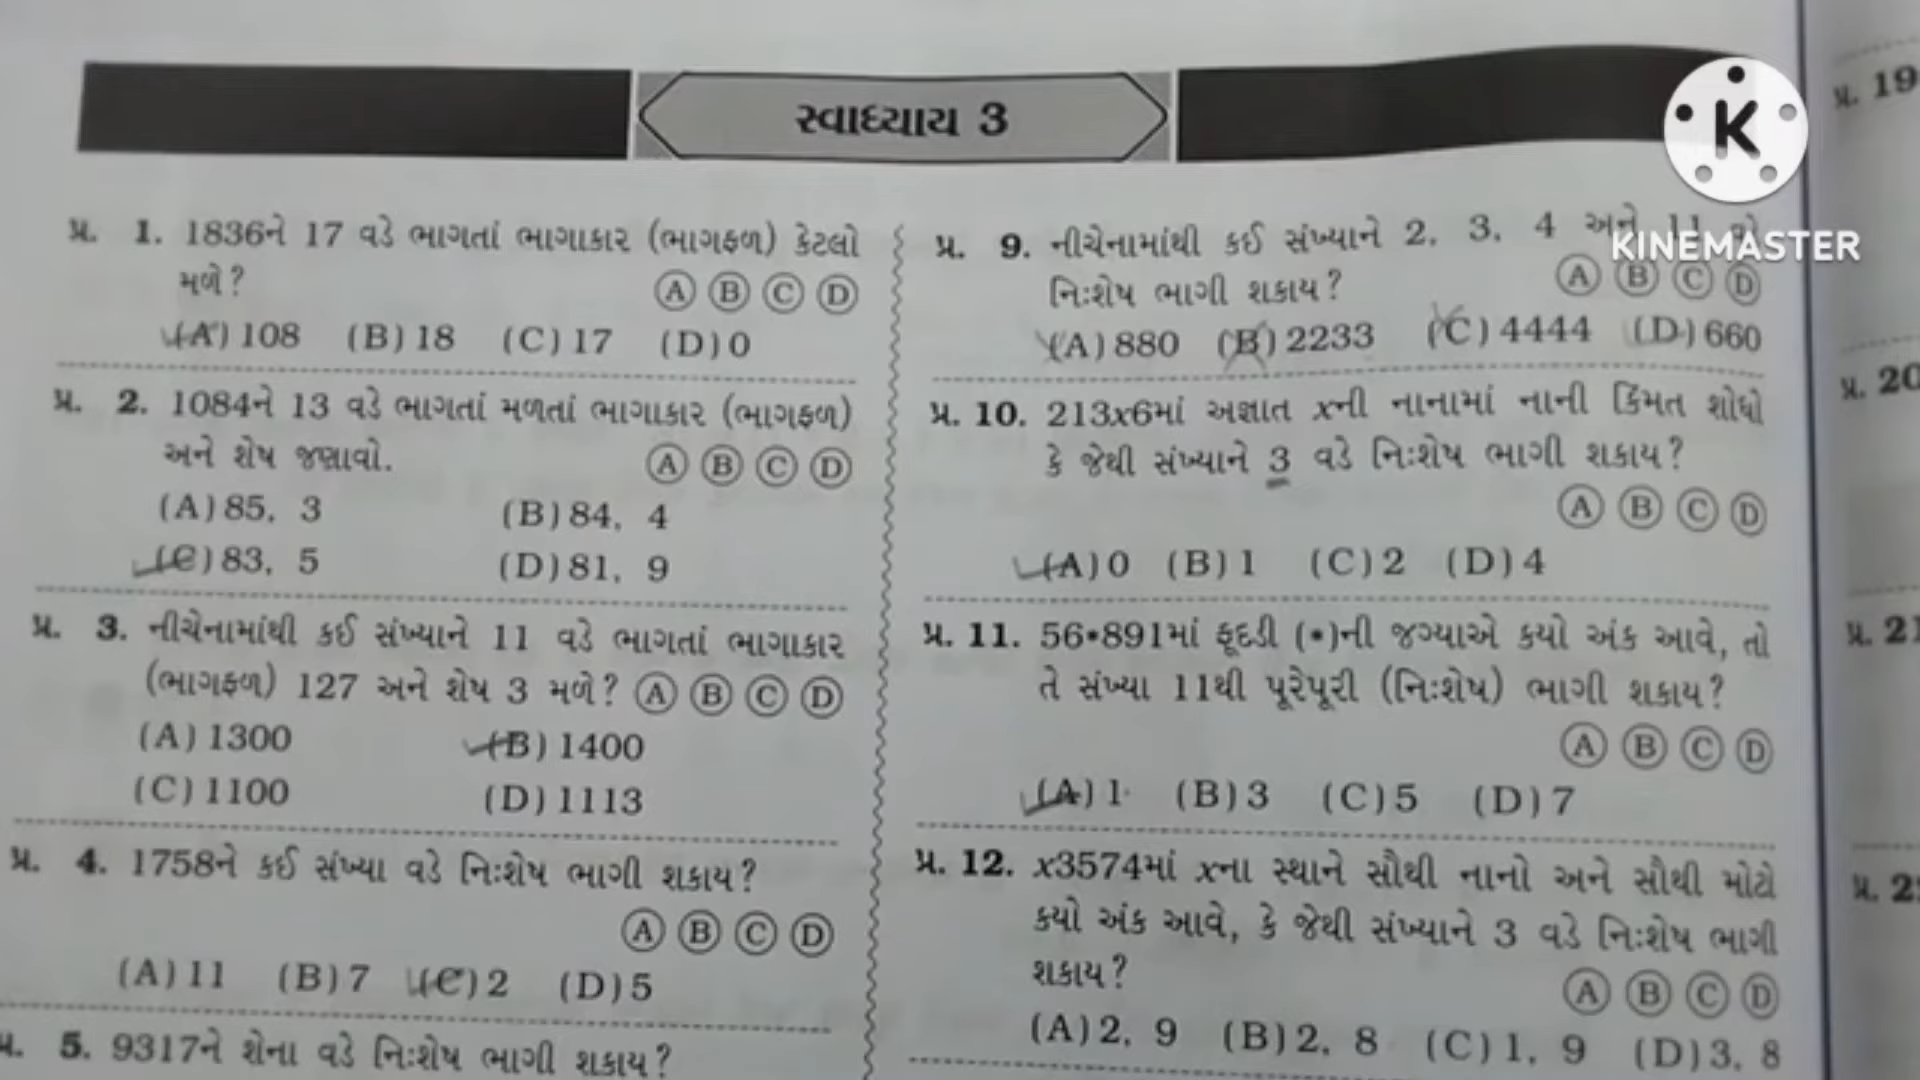 સ્વાધ્યાય 3
K
KINEMASTER
પ્ર. 1. 1836ને 17 વડે ભાગતાં ભાગાકાર (ભાગફળ) કેટલો
મળે? A B C D
(A) 108 (B) 18 (C) 17 (D) 0
પ્ર. 2. 1084ને 13 વડે ભાગતાં મળતાં ભાગાકાર (ભાગફળ)
અને શેષ જણાવો. A B C D
(A) 85, 3 (B) 84, 4
(C) 83, 5 (D) 81, 9
પ્ર. 3. નીચેનામાંથી કઈ સંખ્યાને 11 વડે ભાગતાં ભાગાકાર
(ભાગફળ) 127 અને શેષ 3 મળે? A B C D
(A) 1300 (B) 1400
(C) 1100 (D) 1113
પ્ર. 4. 1758ને કઈ સંખ્યા વડે નિઃશેષ ભાગી શકાય?
A B C D
(A) 11 (B) 7 (C) 2 (D) 5
પ્ર. 5. 9317ને શેના વડે નિઃશેષ ભાગી શકાય?
પ્ર. 9. નીચેનામાંથી કઈ સંખ્યાને 2, 3, 4 અને 11
નિઃશેષ ભાગી શકાય? A B C D
(A) 880 (B) 2233 (C) 4444 (D) 660
પ્ર. 10. 213x6માં અજ્ઞાત xની નાનામાં નાની કિંમત શોધો
કે જેથી સંખ્યાને 3 વડે નિઃશેષ ભાગી શકાય?
A B C D
(A) 0 (B) 1 (C) 2 (D) 4
પ્ર. 11. 56•891માં ફૂદડી (•)ની જગ્યાએ કયો અંક આવે, તો
તે સંખ્યા 11થી પૂરેપૂરી (નિઃશેષ) ભાગી શકાય?
A B C D
(A) 1 (B) 3 (C) 5 (D) 7
પ્ર. 12. x3574માં xના સ્થાને સૌથી નાનો અને સૌથી મોટો
કયો અંક આવે, કે જેથી સંખ્યાને 3 વડે નિઃશેષ ભાગી
શકાય? A B C D
(A) 2, 9 (B) 2, 8 (C) 1, 9 (D) 3, 8
પ્ર. 19
પ્ર. 20
પ્ર. 21
પ્ર. 2